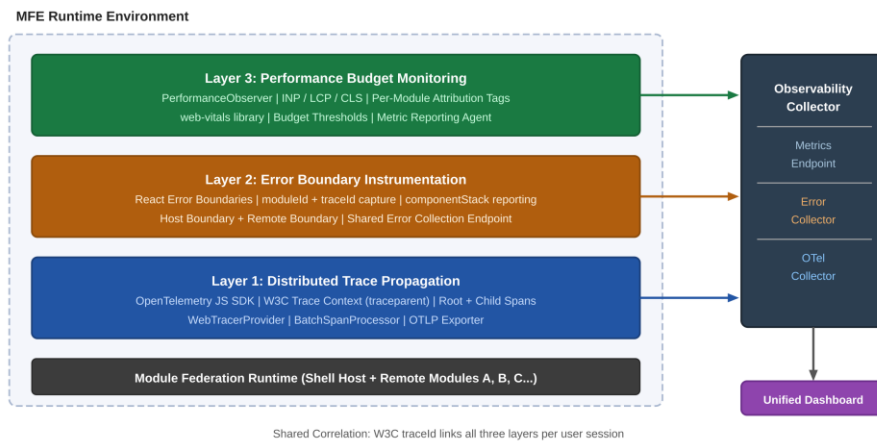 MFE Runtime Environment
Layer 3: Performance Budget Monitoring
PerformanceObserver | INP / LCP / CLS | Per-Module Attribution Tags
web-vitals library | Budget Thresholds | Metric Reporting Agent
Layer 2: Error Boundary Instrumentation
React Error Boundaries | moduleId + traceId capture | componentStack reporting
Host Boundary + Remote Boundary | Shared Error Collection Endpoint
Layer 1: Distributed Trace Propagation
OpenTelemetry JS SDK | W3C Trace Context (traceparent) | Root + Child Spans
WebTracerProvider | BatchSpanProcessor | OTLP Exporter
Module Federation Runtime (Shell Host + Remote Modules A, B, C...)
Observability
Collector
Metrics
Endpoint
Error
Collector
OTel
Collector
Unified Dashboard
Shared Correlation: W3C traceId links all three layers per user session